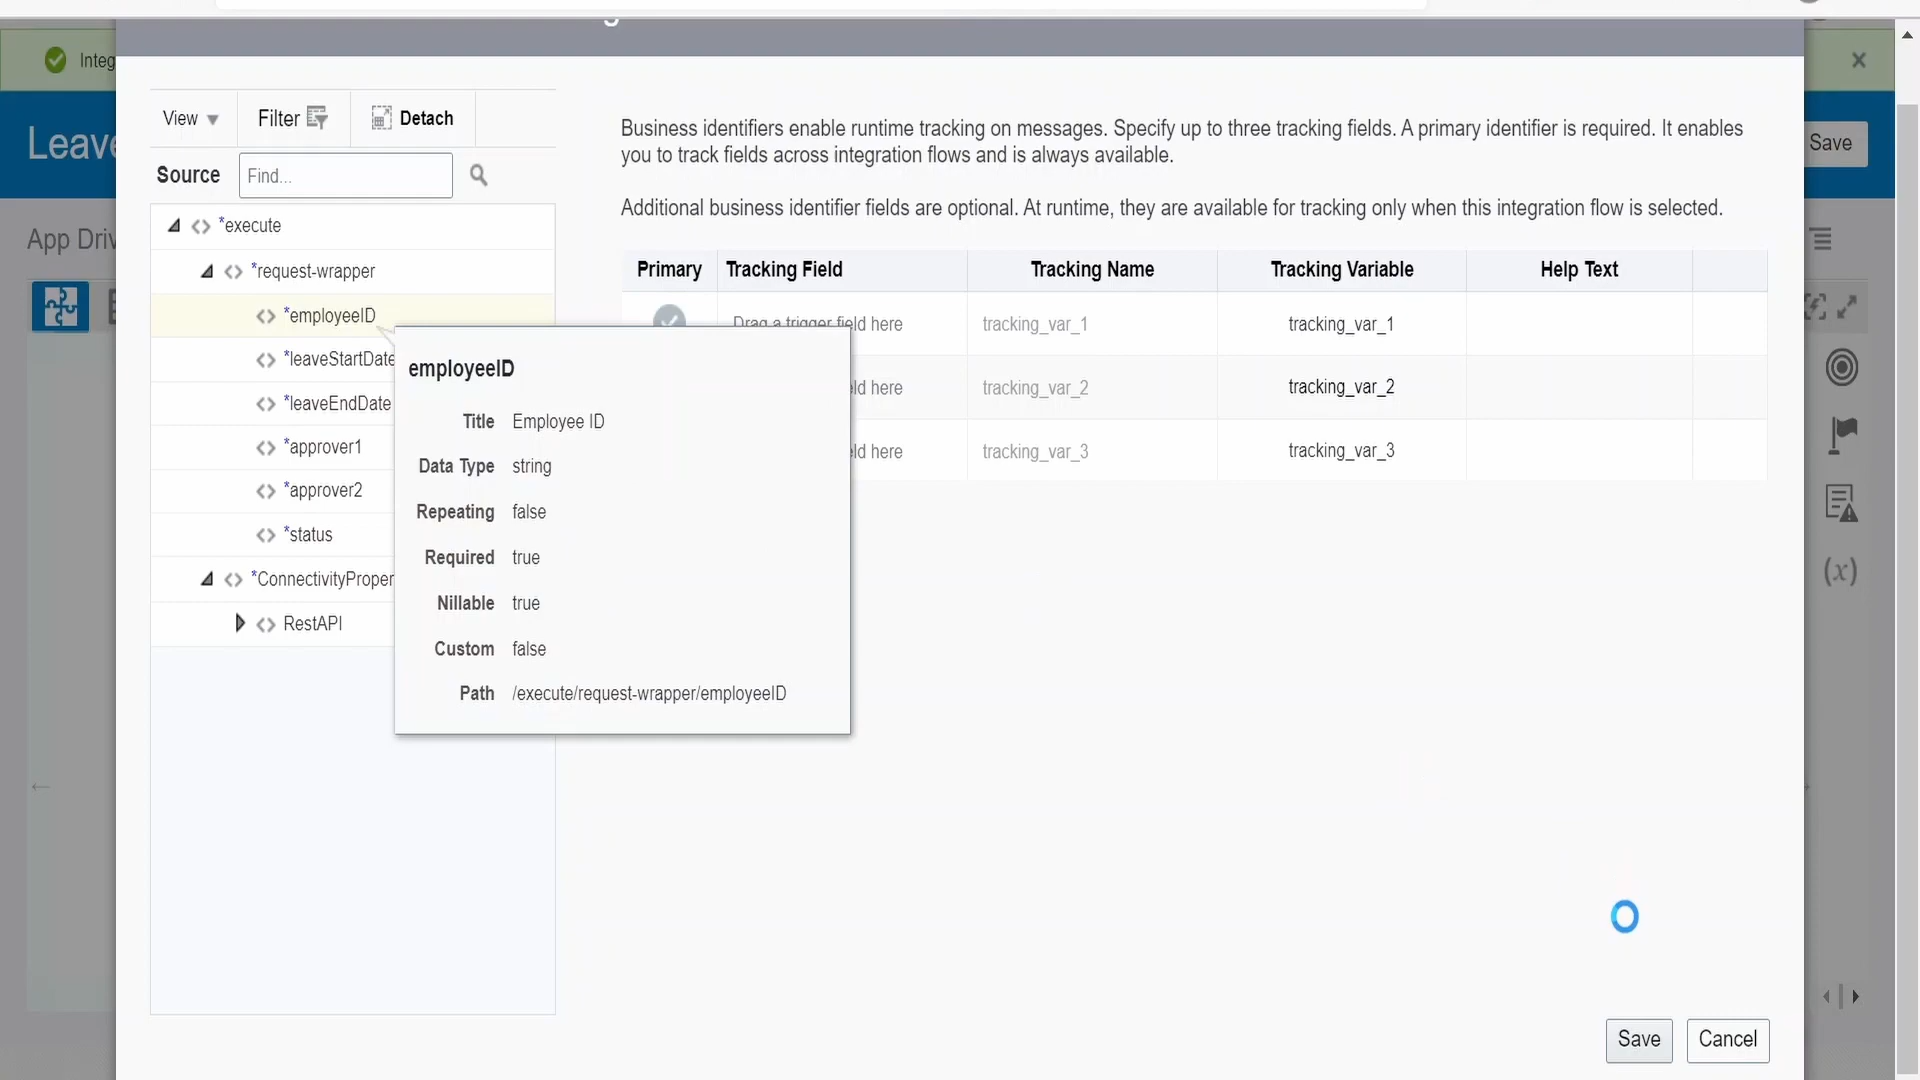 Integ
Leave
Save
App Driv
View
Filter
Detach
Source
Find...
*execute
*request-wrapper
*employeeID
*leaveStartDate
*leaveEndDate
*approver1
*approver2
*status
*ConnectivityProper
RestAPI
Business identifiers enable runtime tracking on messages. Specify up to three tracking fields. A primary identifier is required. It enables
you to track fields across integration flows and is always available.
Additional business identifier fields are optional. At runtime, they are available for tracking only when this integration flow is selected.
Primary Tracking Field Tracking Name Tracking Variable Help Text
Drag a trigger field here tracking_var_1 tracking_var_1
eld here tracking_var_2 tracking_var_2
eld here tracking_var_3 tracking_var_3
employeeID
Title Employee ID
Data Type string
Repeating false
Required true
Nillable true
Custom false
Path /execute/request-wrapper/employeeID
(x)
Save
Cancel